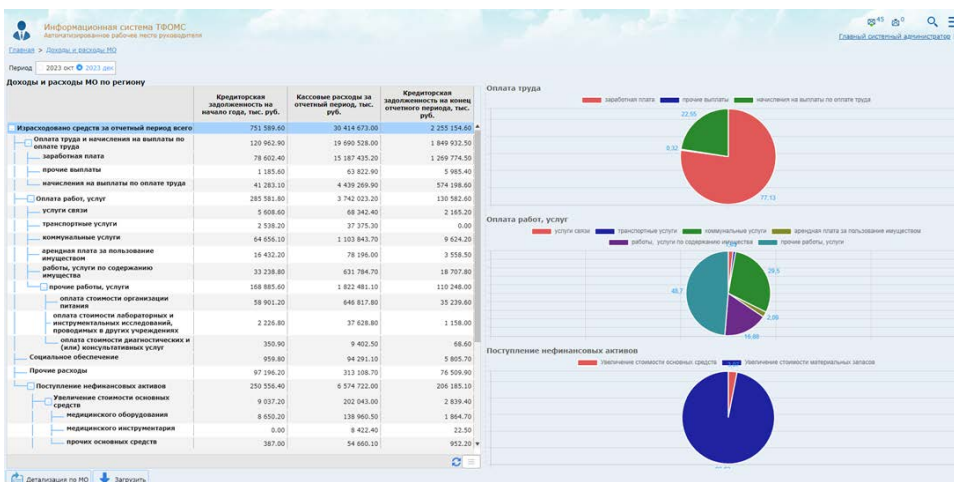 Информационная система ТФОМС
Автоматизированное рабочее место руководителя
45 0
Главный системный администратор
Главная > Доходы и расходы МО
Период 2023 окт 2023 дек
Доходы и расходы МО по региону
Кредиторская задолженность на начало года, тыс. руб. Кассовые расходы за отчетный период, тыс. руб. Кредиторская задолженность на конец отчетного периода, тыс. руб.
Израсходовано средств за отчетный период всего 751 589.60 30 414 673.00 2 255 154.60
Оплата труда и начисления на выплаты по оплате труда 120 962.90 19 690 528.00 1 849 932.50
заработная плата 78 602.40 15 187 435.20 1 269 774.50
прочие выплаты 1 185.60 63 822.90 5 985.40
начисления на выплаты по оплате труда 41 283.10 4 439 269.90 574 198.60
Оплата работ, услуг 285 581.80 3 742 023.20 130 582.60
услуги связи 5 608.60 68 342.40 2 165.20
транспортные услуги 2 538.20 37 375.30 0.00
коммунальные услуги 64 656.10 1 103 843.70 9 624.20
арендная плата за пользование имуществом 16 432.20 78 196.00 3 558.50
работы, услуги по содержанию имущества 33 238.80 631 784.70 18 707.80
прочие работы, услуги 168 885.60 1 822 481.10 110 248.00
оплата стоимости организации питания 58 901.20 646 817.80 35 239.60
оплата стоимости лабораторных и инструментальных исследований, проводимых в других учреждениях 2 226.80 37 628.80 1 158.00
оплата стоимости диагностических и (или) консультативных услуг 350.90 9 402.50 68.60
Социальное обеспечение 959.80 94 291.10 5 805.70
Прочие расходы 97 196.20 313 108.70 76 509.90
Поступление нефинансовых активов 250 556.40 6 574 722.00 206 185.10
Увеличение стоимости основных средств 9 037.20 202 043.00 2 839.40
медицинского оборудования 8 650.20 138 960.50 1 864.70
медицинского инструментария 0.00 8 422.40 22.50
прочих основных средств 387.00 54 660.10 952.20
Детализация по МО Загрузить
Оплата труда
заработная плата прочие выплаты начисления на выплаты по оплате труда
22,55
0,32
77,13
Оплата работ, услуг
услуги связи транспортные услуги коммунальные услуги арендная плата за пользование имуществом
работы, услуги по содержанию имущества прочие работы, услуги
29,5
48,7
2,09
16,88
Поступление нефинансовых активов
Увеличение стоимости основных средств Увеличение стоимости материальных запасов